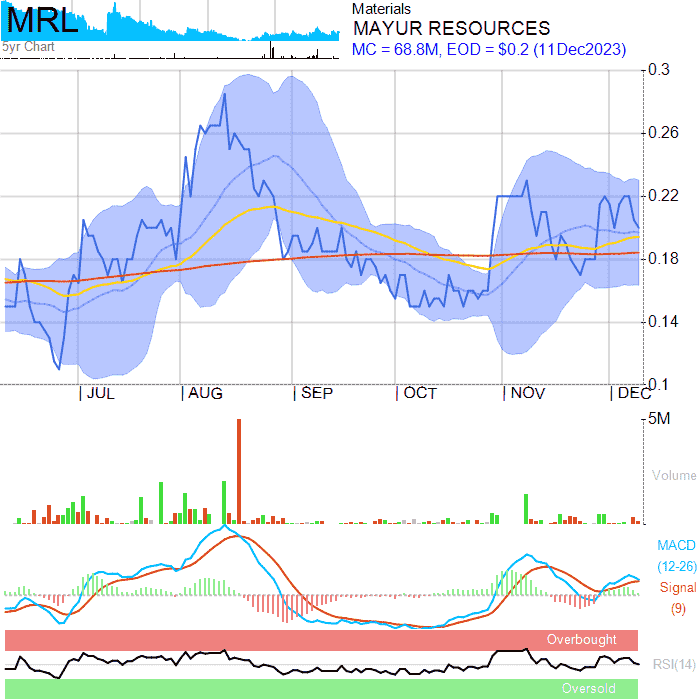 MRL
5yr Chart
Materials
MAYUR RESOURCES
MC = 68.8M, EOD = $0.2 (11Dec2023)
0.3
0.26
0.22
0.18
0.14
0.1
JUL
AUG
SEP
OCT
NOV
DEC
5M
Volume
MACD
(12-26)
Signal
(9)
Overbought
RSI(14)
Oversold